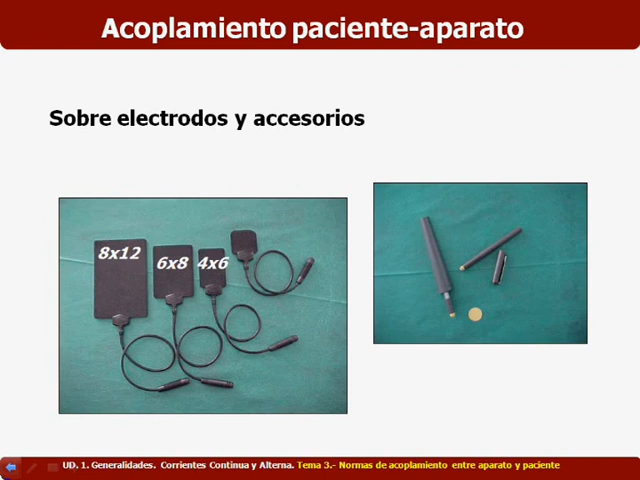 Acoplamiento paciente-aparato
Sobre electrodos y accesorios
8x12
6x8
4x6
UD. 1. Generalidades. Corrientes Continua y Alterna. Tema 3.- Normas de acoplamiento entre aparato y paciente